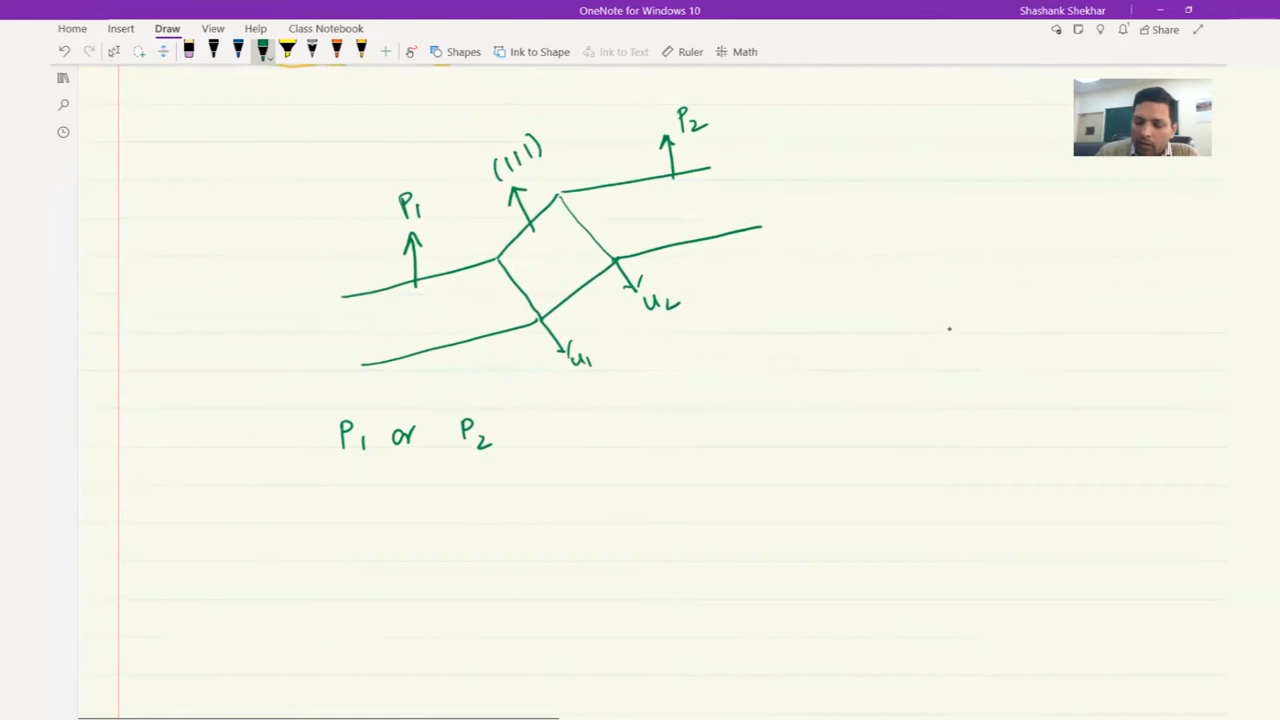 OneNote for Windows 10
Shashank Shekhar
Home Insert Draw View Help Class Notebook
Shapes Ink to Shape Ink to Text Ruler Math Share
P2
(111)
P1
u2
u1
P1 or P2